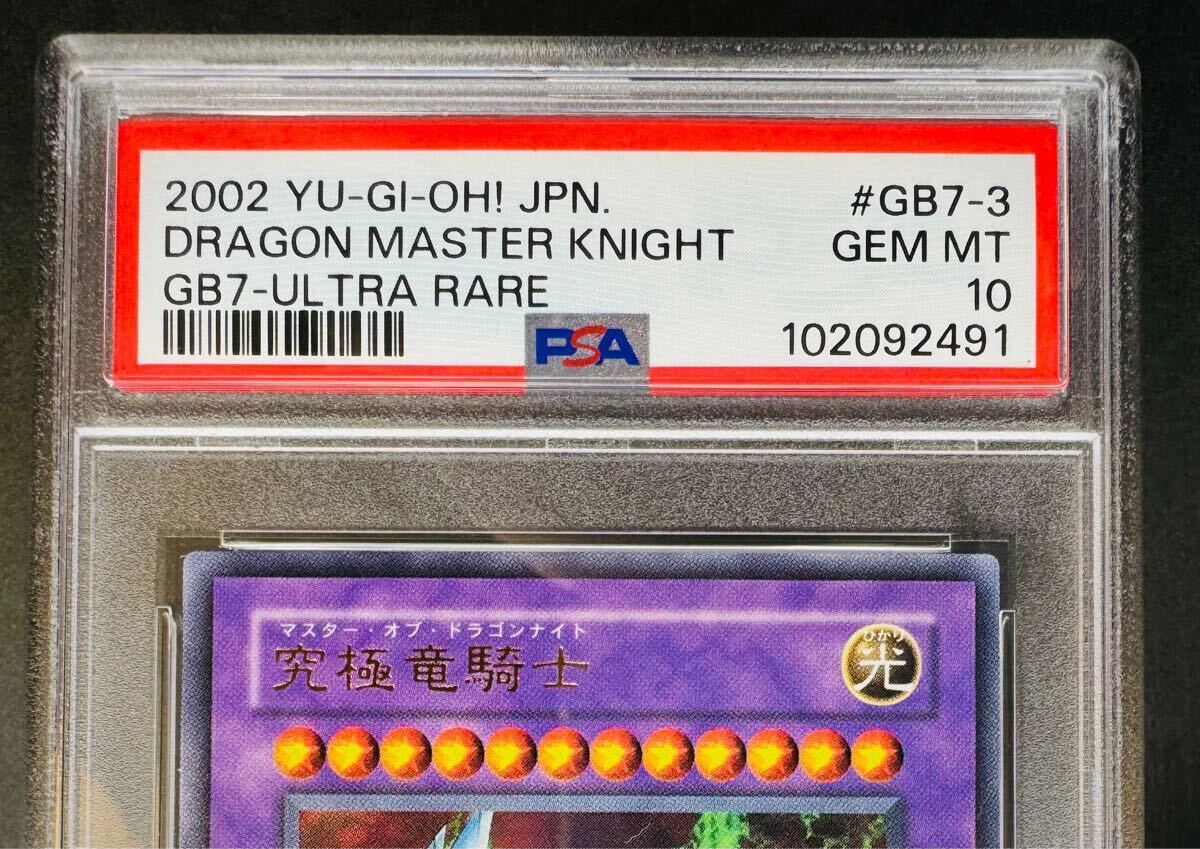 2002 YU-GI-OH! JPN. #GB7-3
DRAGON MASTER KNIGHT GEM MT
GB7-ULTRA RARE 10
PSA 102092491
マスター・オブ・ドラゴンナイト
究極竜騎士
ひかり
光